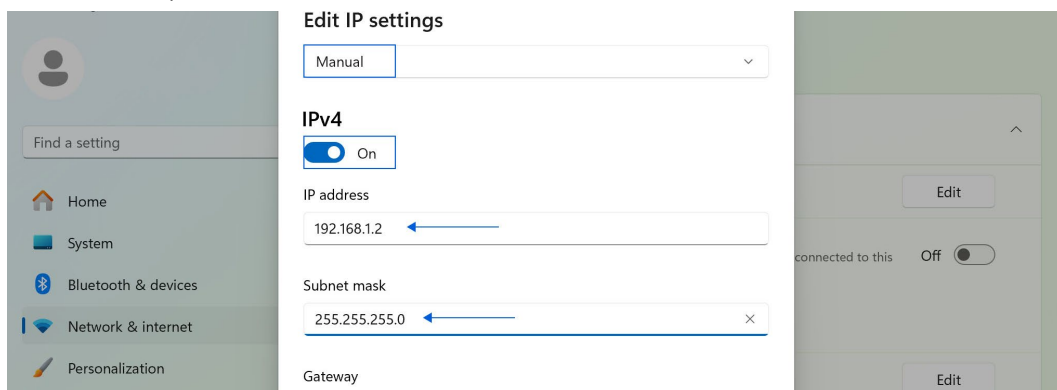 Edit IP settings
Manual
IPv4
On
Find a setting
IP address
192.168.1.2
Home
Edit
System
connected to this
Off
Bluetooth & devices
Subnet mask
255.255.255.0
Network & internet
Personalization
Gateway
Edit